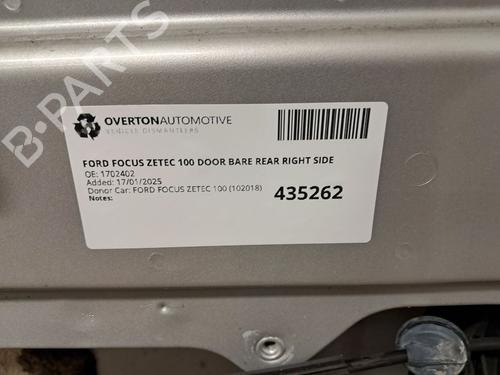 B-PARTS
OVERTONAUTOMOTIVE
VEHICLE DISMANTLERS
FORD FOCUS ZETEC 100 DOOR BARE REAR RIGHT SIDE
OE: 1702402
Added: 17/01/2025
Donor Car: FORD FOCUS ZETEC 100 (102018)
Notes:
435262